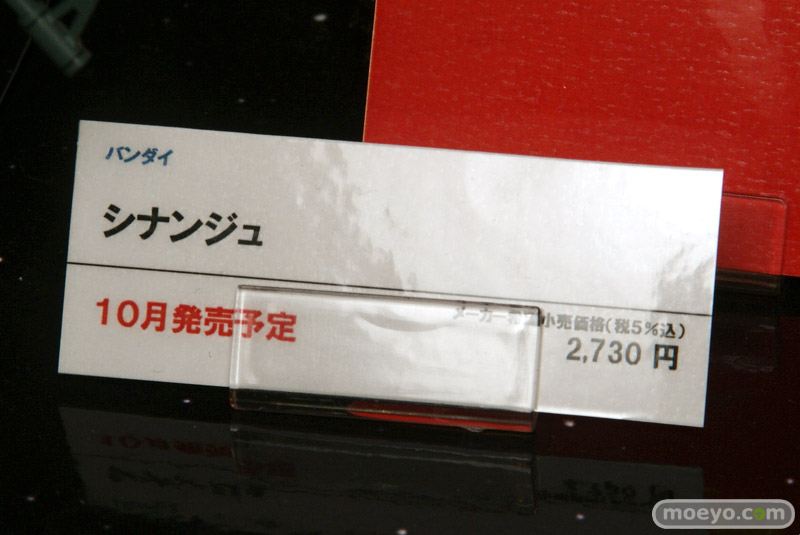 バンダイ
シナンジュ
10月発売予定
メーカー 小売価格(税5%込)
2,730 円
moeyo.com